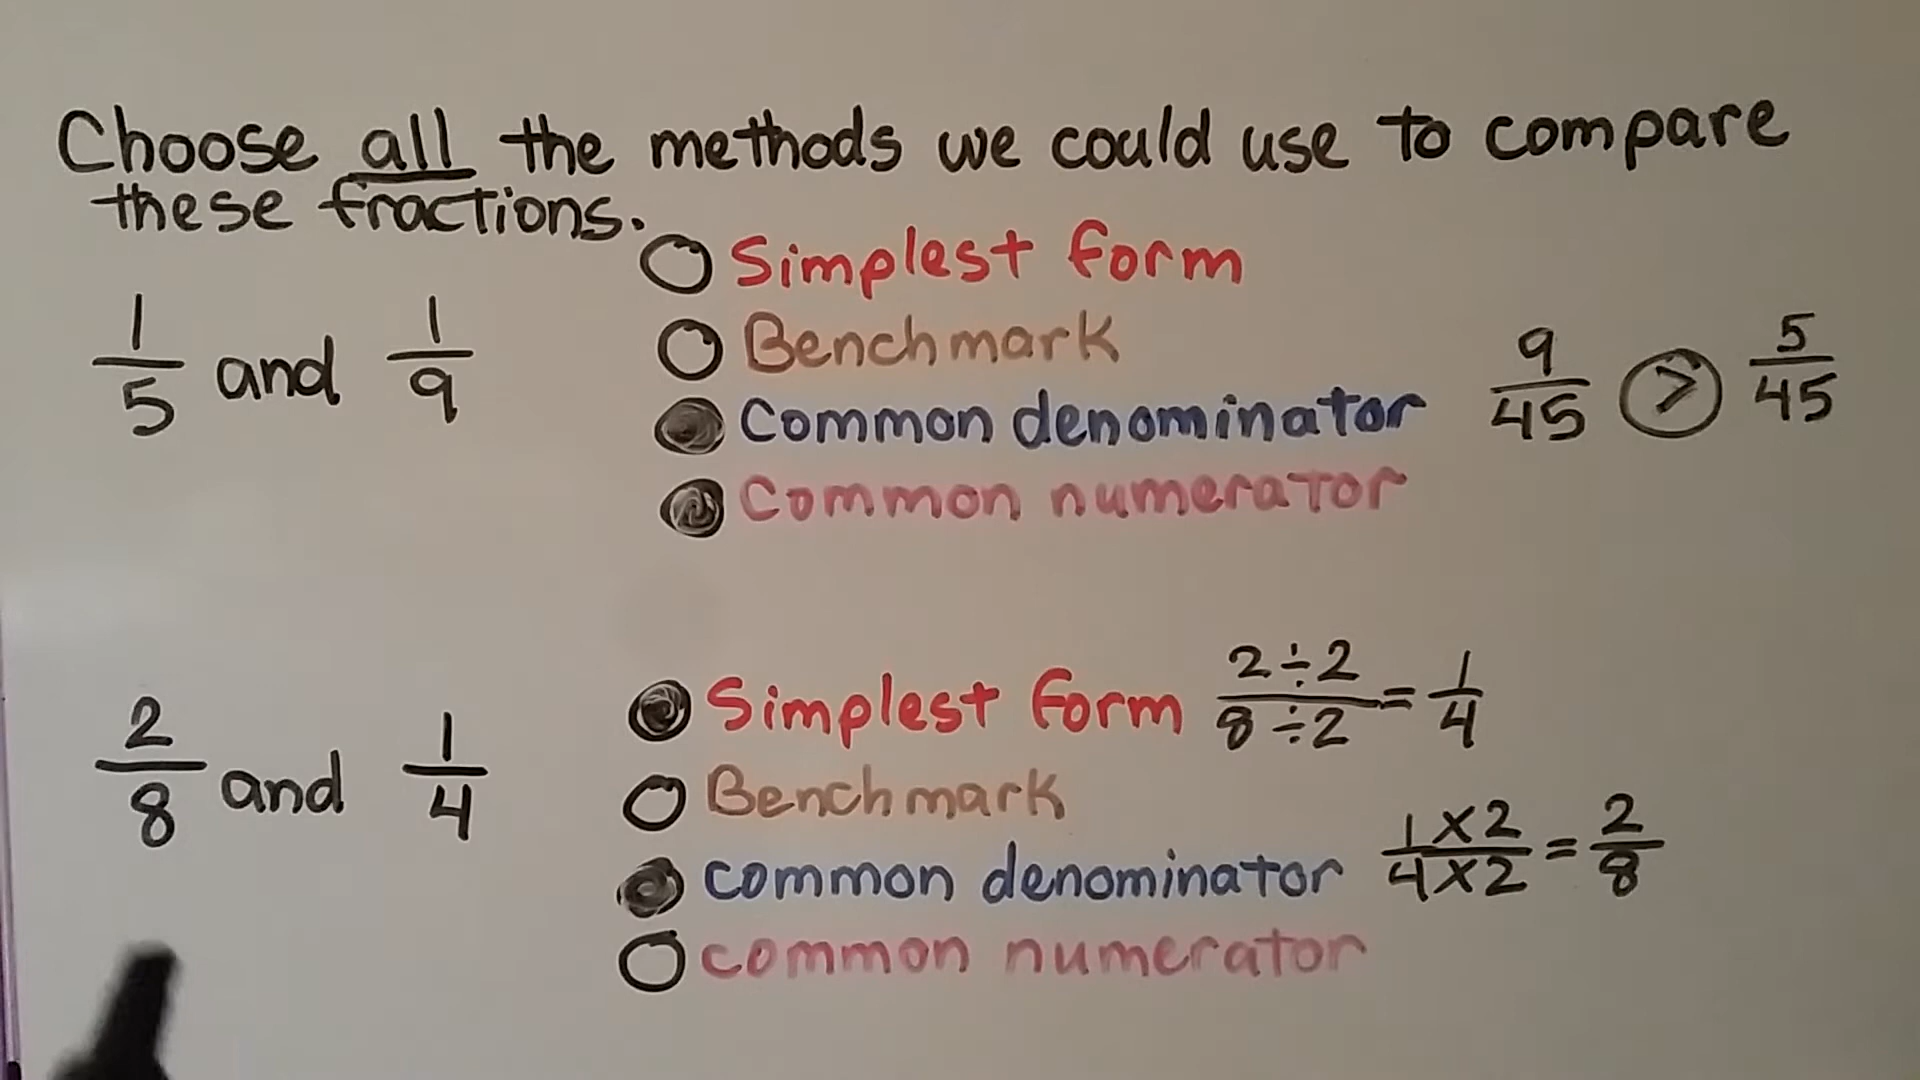 Choose all the methods we could use to compare
these fractions.
1/5 and 1/9
○ Simplest form
○ Benchmark
● Common denominator 9/45 > 5/45
● Common numerator
2/8 and 1/4
● Simplest form 2÷2/8÷2 = 1/4
○ Benchmark
● common denominator 1×2/4×2 = 2/8
○ common numerator